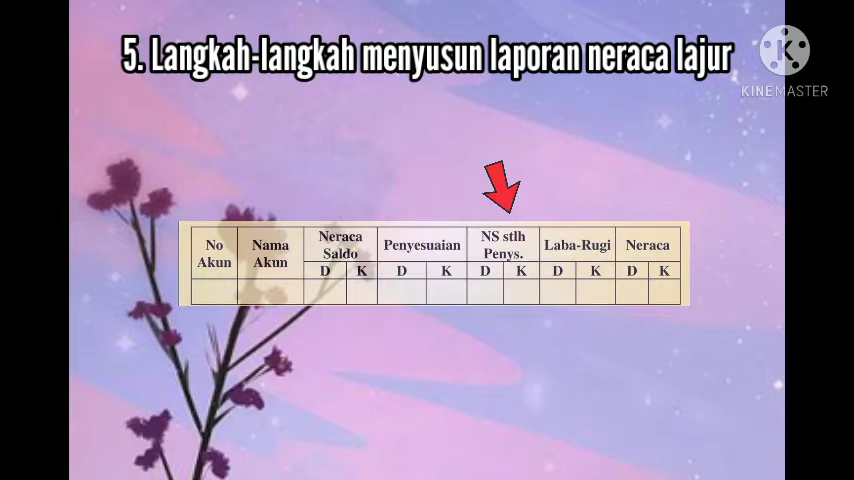 5. Langkah-langkah menyusun laporan neraca lajur
K
KINEMASTER
No Akun Nama Akun Neraca Saldo Penyesuaian NS stlh Penys. Laba-Rugi Neraca
D K D K D K D K D K